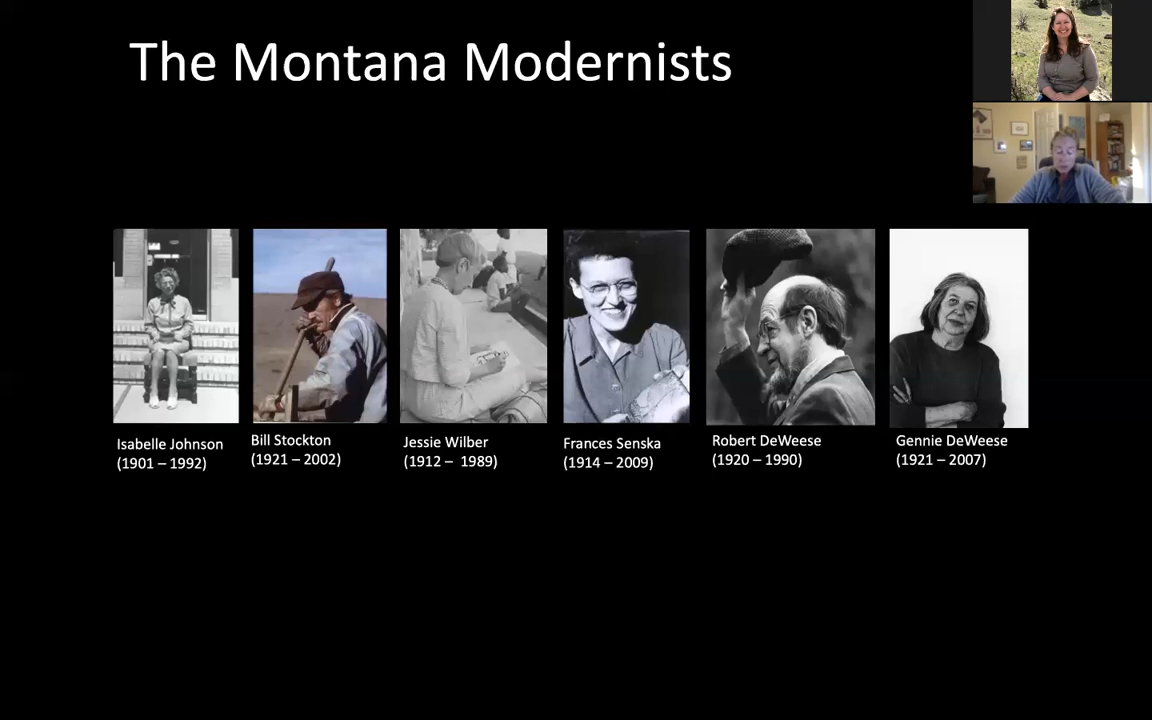 The Montana Modernists
Isabelle Johnson
(1901 – 1992)
Bill Stockton
(1921 – 2002)
Jessie Wilber
(1912 –  1989)
Frances Senska
(1914 – 2009)
Robert DeWeese
(1920 – 1990)
Gennie DeWeese
(1921 – 2007)